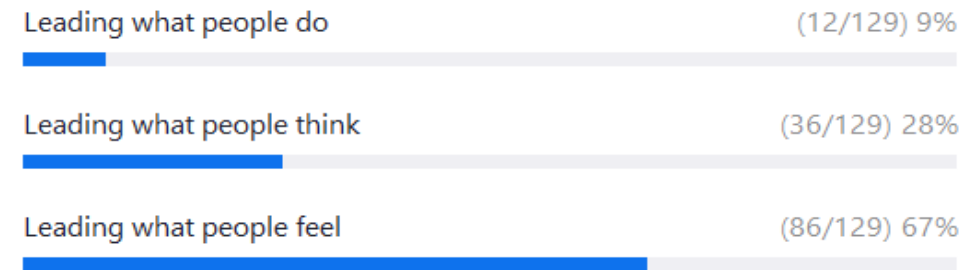 Leading what people do (12/129) 9%
Leading what people think (36/129) 28%
Leading what people feel (86/129) 67%